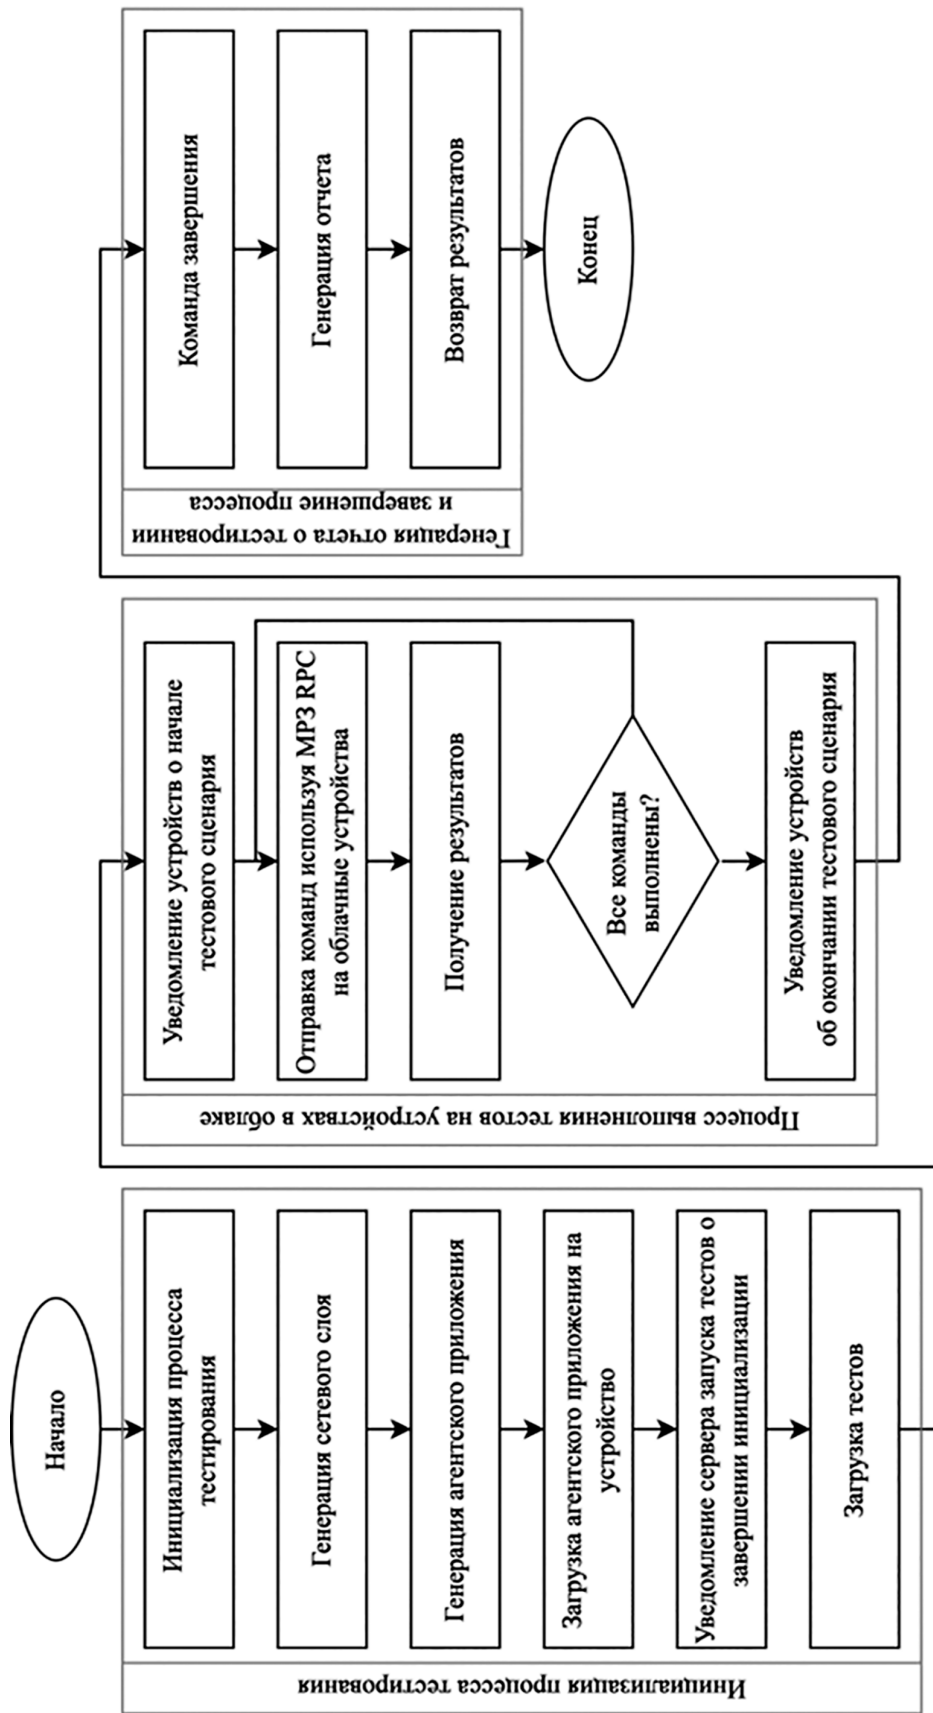 Начало
Инициализация процесса тестирования
Инициализация процесса
тестирования
Генерация сетевого слоя
Генерация агентского приложения
Загрузка агентского приложения на
устройство
Уведомление сервера запуска тестов о
завершении инициализации
Загрузка тестов
Процесс выполнения тестов на устройствах в облаке
Уведомление устройств о начале
тестового сценария
Отправка команд используя МРЗ RPC
на облачные устройства
Получение результатов
Все команды
выполнены?
Уведомление устройств
об окончании тестового сценария
Генерация отчета о тестировании
и завершение процесса
Команда завершения
Генерация отчета
Возврат результатов
Конец